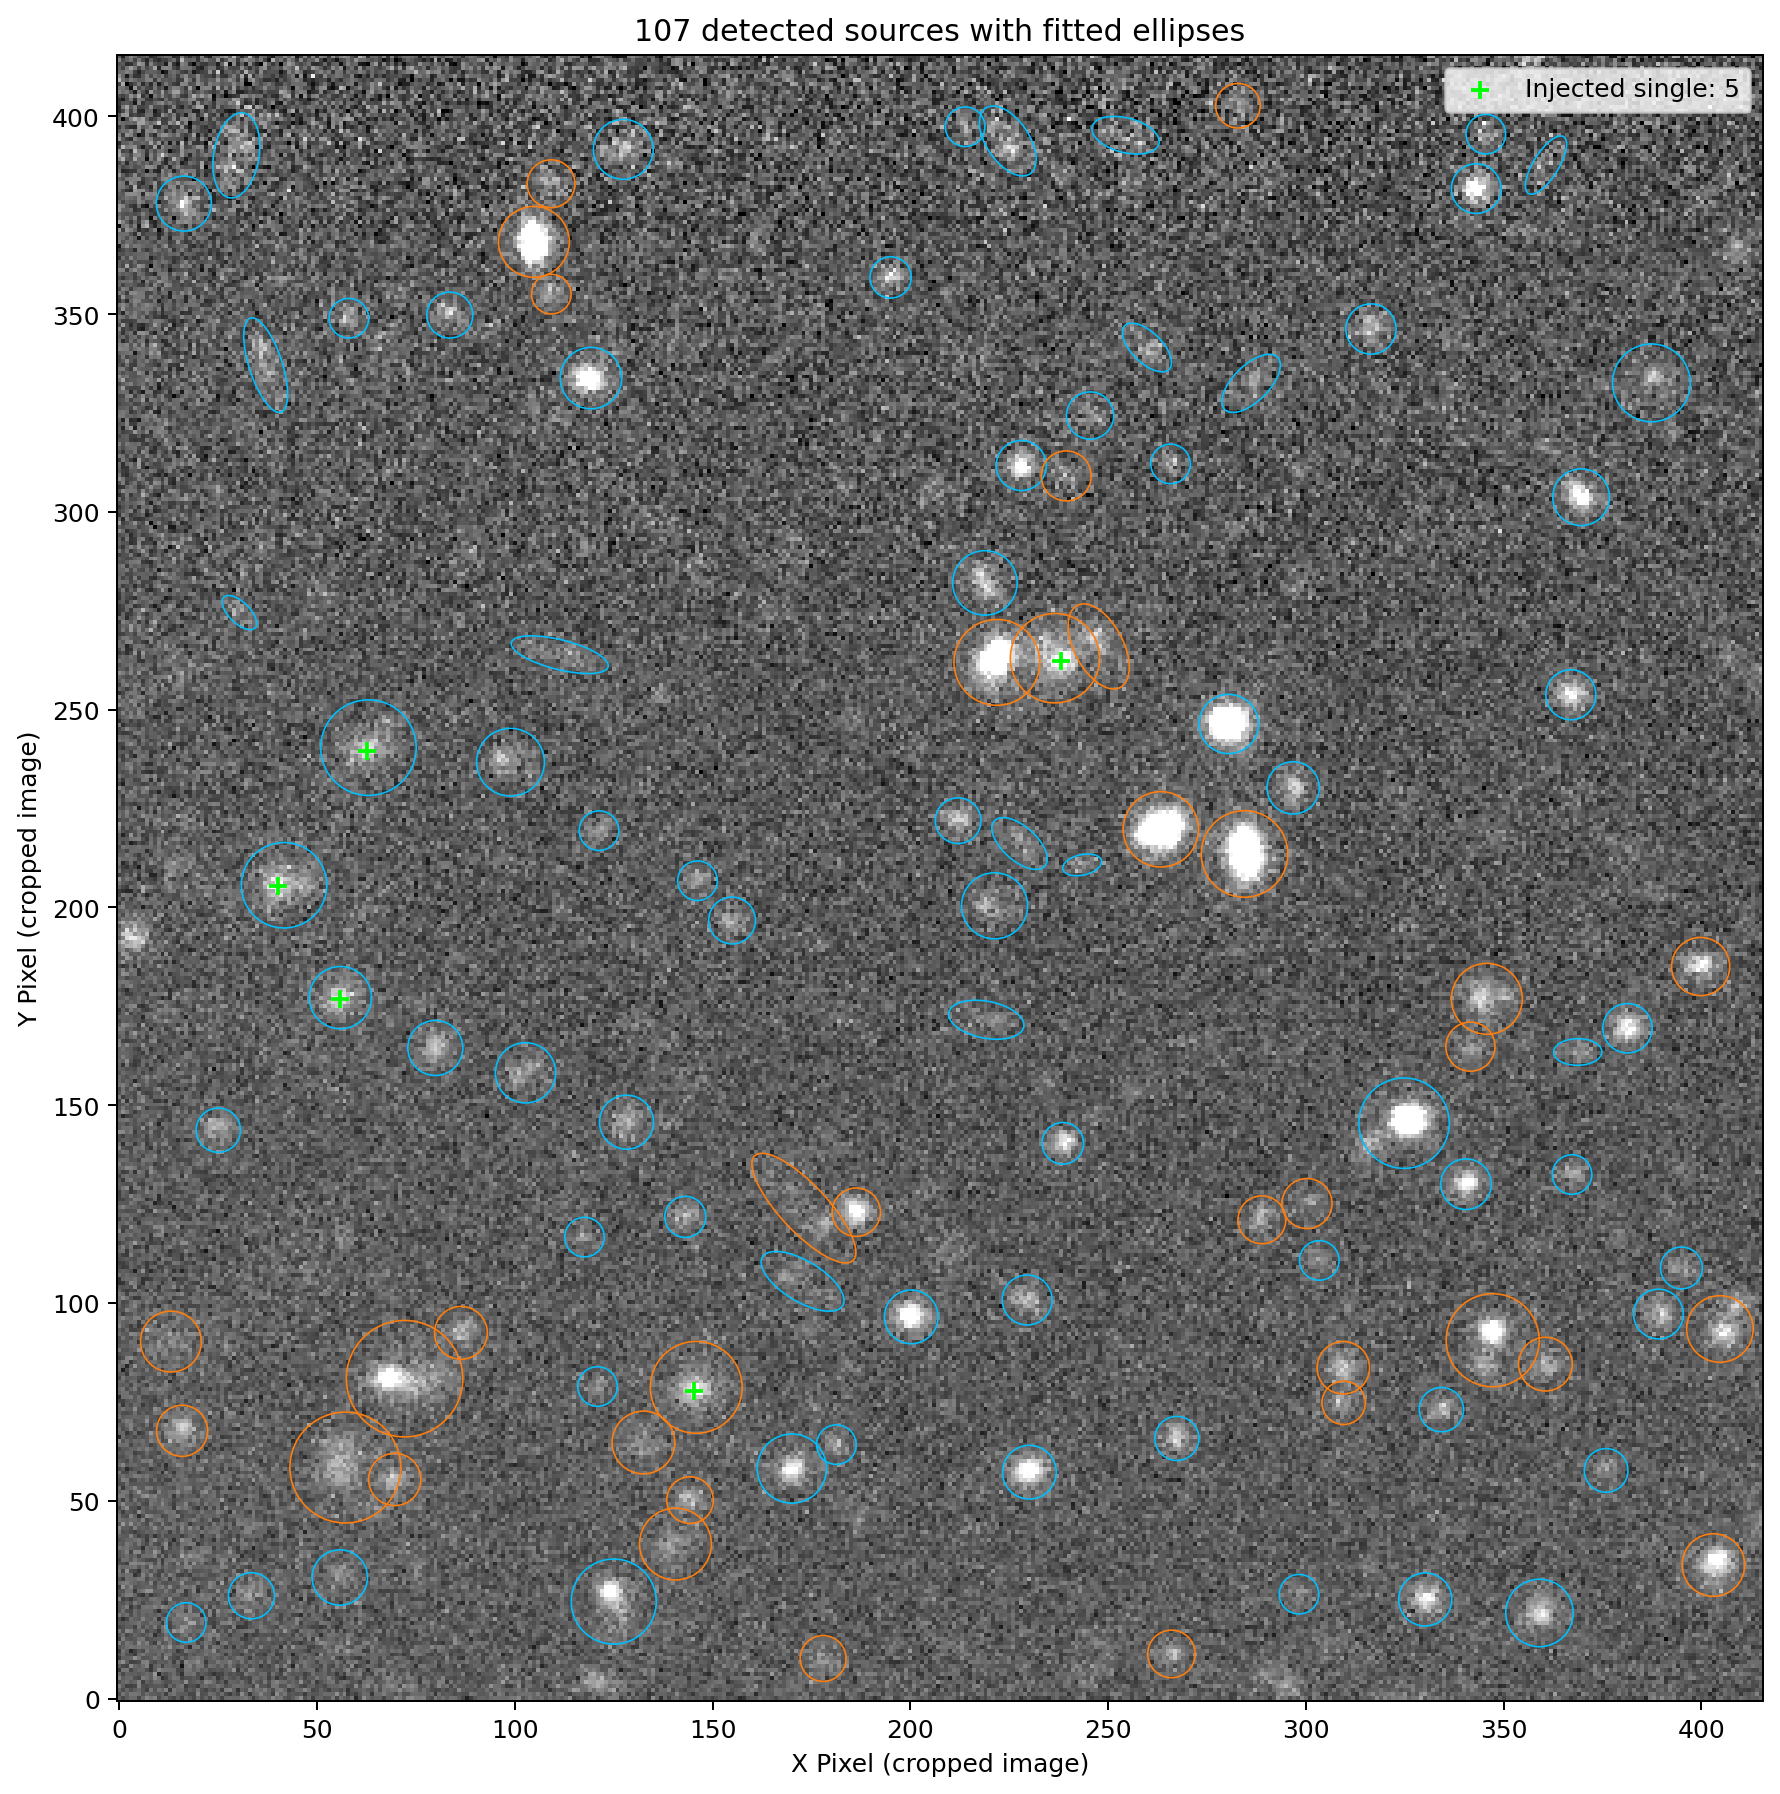 107 detected sources with fitted ellipses
Injected single: 5
Y Pixel (cropped image)
400
350
300
250
200
150
100
50
0
0 50 100 150 200 250 300 350 400
X Pixel (cropped image)